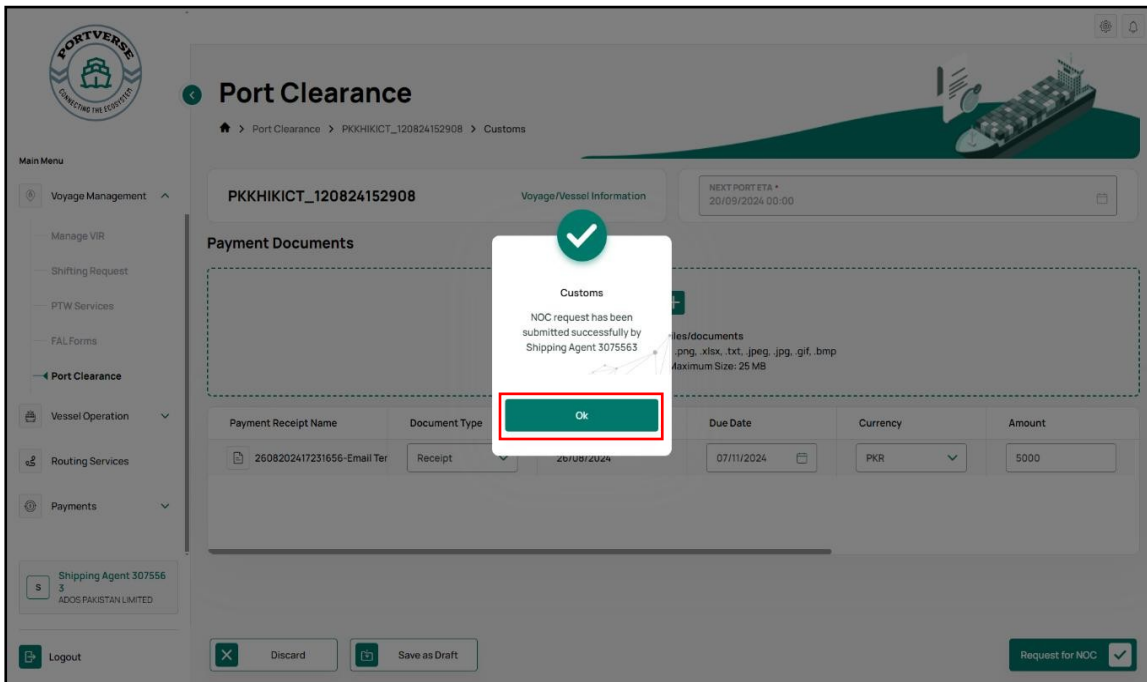 PORTVERSE
CONNECTING THE ECOSYSTEM
Port Clearance
Port Clearance > PKKHIKICT_120824152908 > Customs
Main Menu
Voyage Management
Manage VIR
Shifting Request
PTW Services
FAL Forms
Port Clearance
Vessel Operation
Routing Services
Payments
S
Shipping Agent 307556
3
ADOS PAKISTAN LIMITED
Logout
PKKHIKICT_120824152908
Voyage/Vessel Information
NEXT PORT ETA *
20/09/2024 00:00
Payment Documents
files/documents
.png, .xlsx, .txt, .jpeg, .jpg, .gif, .bmp
Maximum Size: 25 MB
Customs
NOC request has been
submitted successfully by
Shipping Agent 3075563
Ok
Payment Receipt Name Document Type Due Date Currency Amount
2608202417231656-Email Ter Receipt 26/08/2024 07/11/2024 PKR 5000
Discard
Save as Draft
Request for NOC